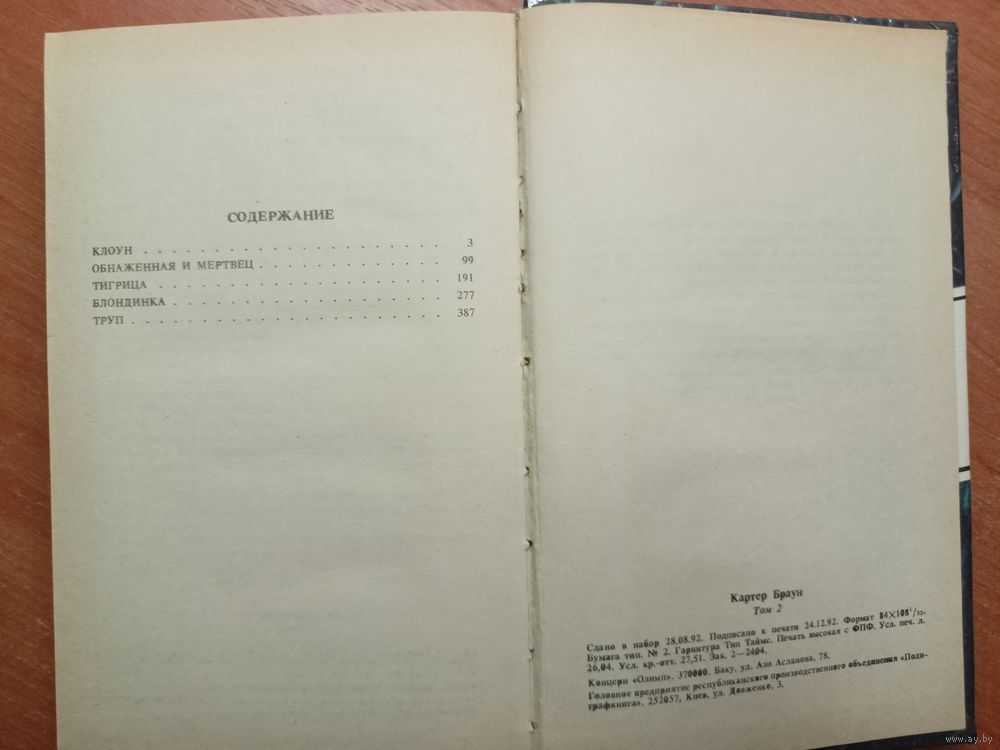 СОДЕРЖАНИЕ
КЛОУН . . . . . . . . . . . . . . . . . . . . . 3
ОБНАЖЕННАЯ И МЕРТВЕЦ . . . . . . . . . . . . . 99
ТИГРИЦА . . . . . . . . . . . . . . . . . . . . 191
БЛОНДИНКА . . . . . . . . . . . . . . . . . . . 277
ТРУП . . . . . . . . . . . . . . . . . . . . . . 387
Картер Браун
Том 2
Сдано в набор 28.08.92. Подписано к печати 24.12.92. Формат 84×108¹/₃₂.
Бумага тип. № 2. Гарнитура Тип Таймс. Печать высокая с ФПФ. Усл. печ. л.
26,04. Усл. кр.-отт. 27,51. Зак. 2—2404.
Концерн «Олимп». 370000. Баку, ул. Ази Асланова, 78.
Головное предприятие республиканского производственного объединения «Поли-
графкнига». 252057, Киев, ул. Довженко, 3.
www.ay.by